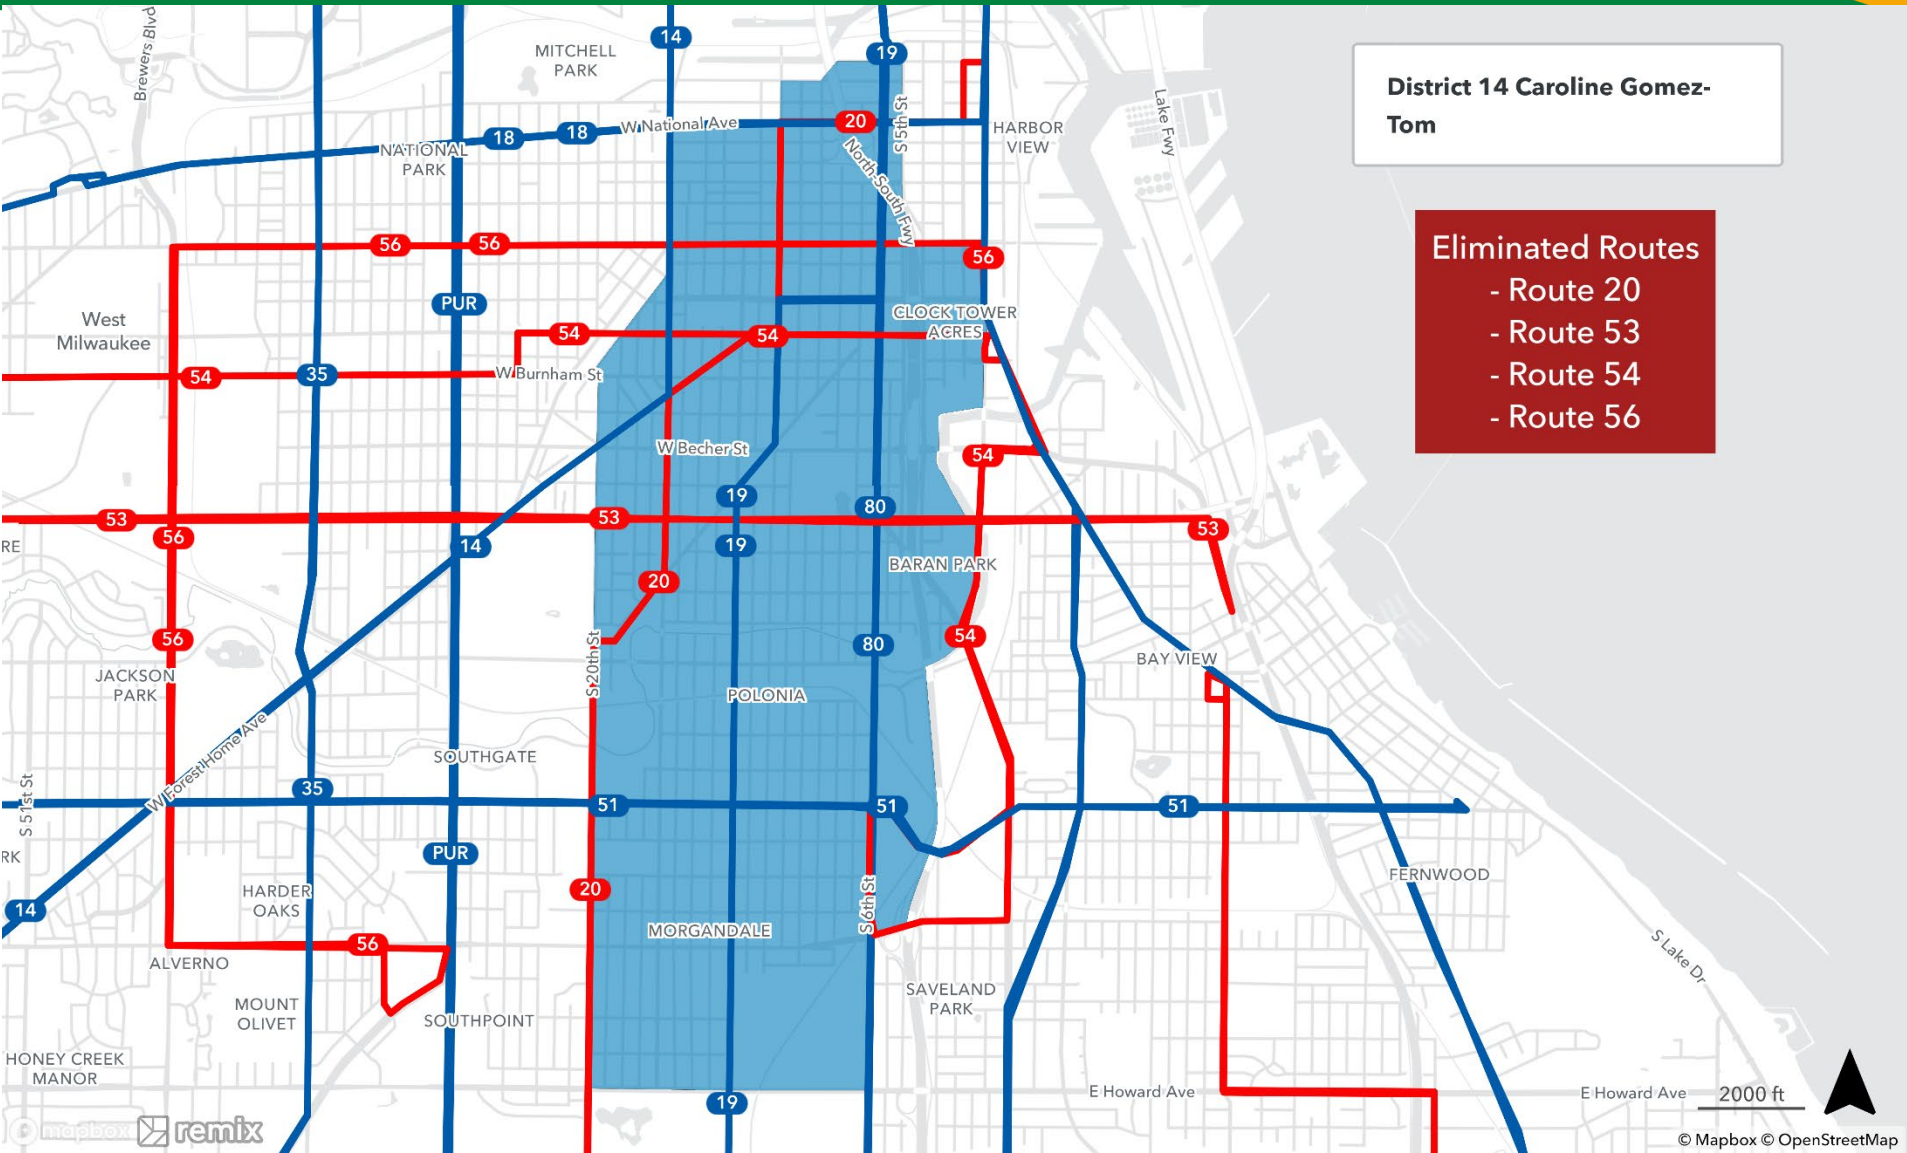 Brewers Blvd
14
MITCHELL
PARK
19
District 14 Caroline Gomez-
Tom
Lake Fwy
S 5th St
W National Ave
20
18
18
HARBOR
VIEW
NATIONAL
PARK
North-South Fwy
Eliminated Routes
- Route 20
- Route 53
- Route 54
- Route 56
56
56
56
PUR
West
Milwaukee
CLOCK TOWER
ACRES
54
54
54
35
W Burnham St
W Becher St
54
19
80
53
53
53
56
RE
14
19
BARAN PARK
20
56
S 20th St
80
54
BAY VIEW
JACKSON
PARK
POLONIA
W Forest Home Ave
SOUTHGATE
S 51st St
35
51
51
51
RK
PUR
HARDER
OAKS
20
S 6th St
FERNWOOD
14
MORGANDALE
56
ALVERNO
S Lake Dr
MOUNT
OLIVET
SOUTHPOINT
SAVELAND
PARK
HONEY CREEK
MANOR
19
E Howard Ave
E Howard Ave
2000 ft
mapbox
remix
© Mapbox © OpenStreetMap